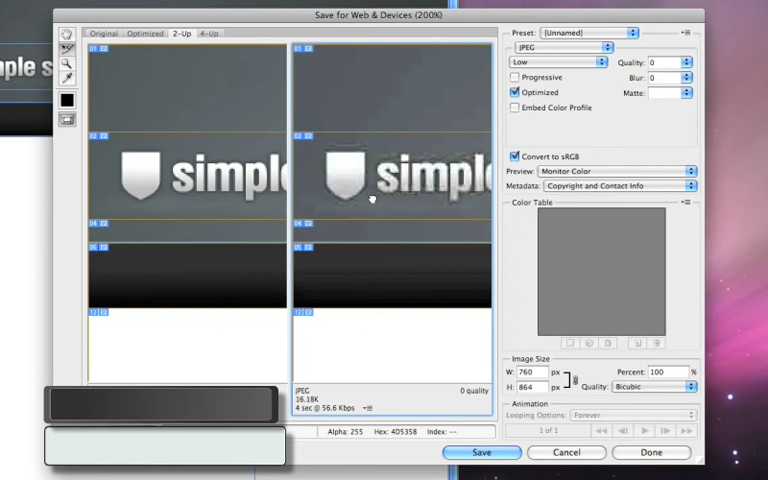 Save for Web & Devices (200%)
Original Optimized 2-Up 4-Up
Preset: [Unnamed]
JPEG
Low Quality: 0
Progressive Blur: 0
Optimized Matte:
Embed Color Profile
Convert to sRGB
Preview: Monitor Color
Metadata: Copyright and Contact Info
Color Table
01 01
02 02
04 04
05 05
12 12
simple s
simple simple
JPEG 0 quality
16.18K
4 sec @ 56.6 Kbps
Image Size
W: 760 px Percent: 100 %
H: 864 px Quality: Bicubic
Animation
Looping Options: Forever
1 of 1
Alpha: 255 Hex: 4D5358 Index: --
Save Cancel Done